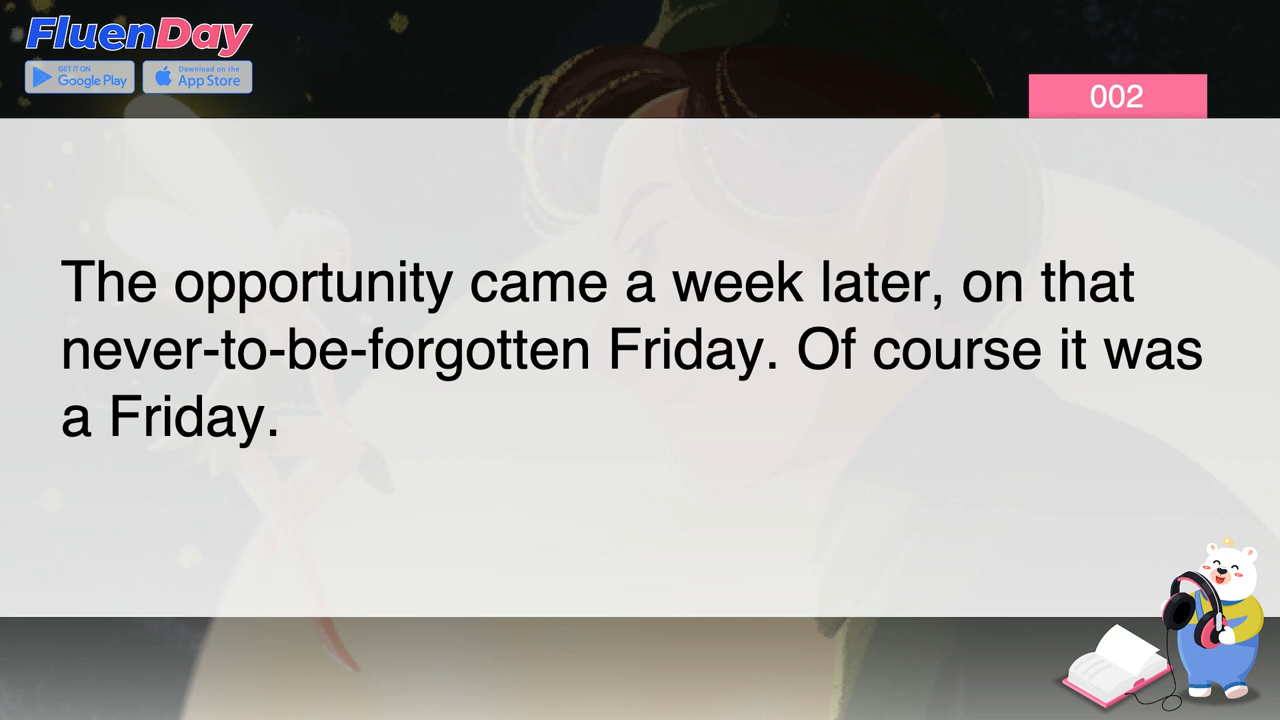 FluenDay
GET IT ON
Google Play
Download on the
App Store
002
The opportunity came a week later, on that
never-to-be-forgotten Friday. Of course it was
a Friday.